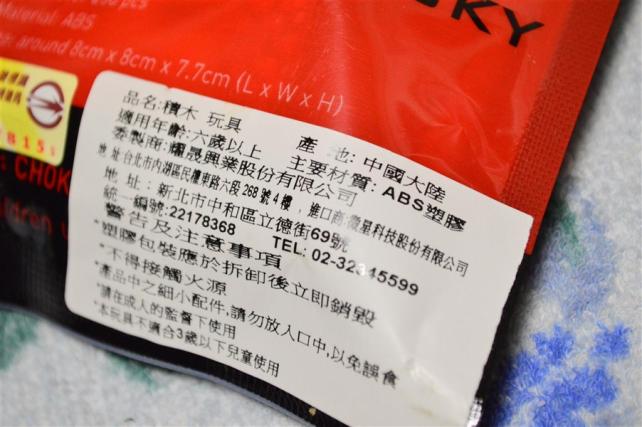 KY
200 pcs
Material: ABS
around 8cm x 8cm x 7.7cm (L x W x H)
品名:積木 玩具
適用年齡:六歲以上 產 地: 中國大陸
委製商:曜晟興業股份有限公司 主要材質: ABS塑膠
地 址:台北市內湖區民權東路六段268號4樓 , 進口商:微星科技股份有限公司
地 址: 新北市中和區立德街69號
統一編號:22178368 TEL: 02-32345599
警告及注意事項
*塑膠包裝應於拆卸後立即銷毀
*不得接觸火源
*產品中之細小配件,請勿放入口中,以免誤食
*請在成人的監督下使用
*本玩具不適合3歲以下兒童使用
: CHOK